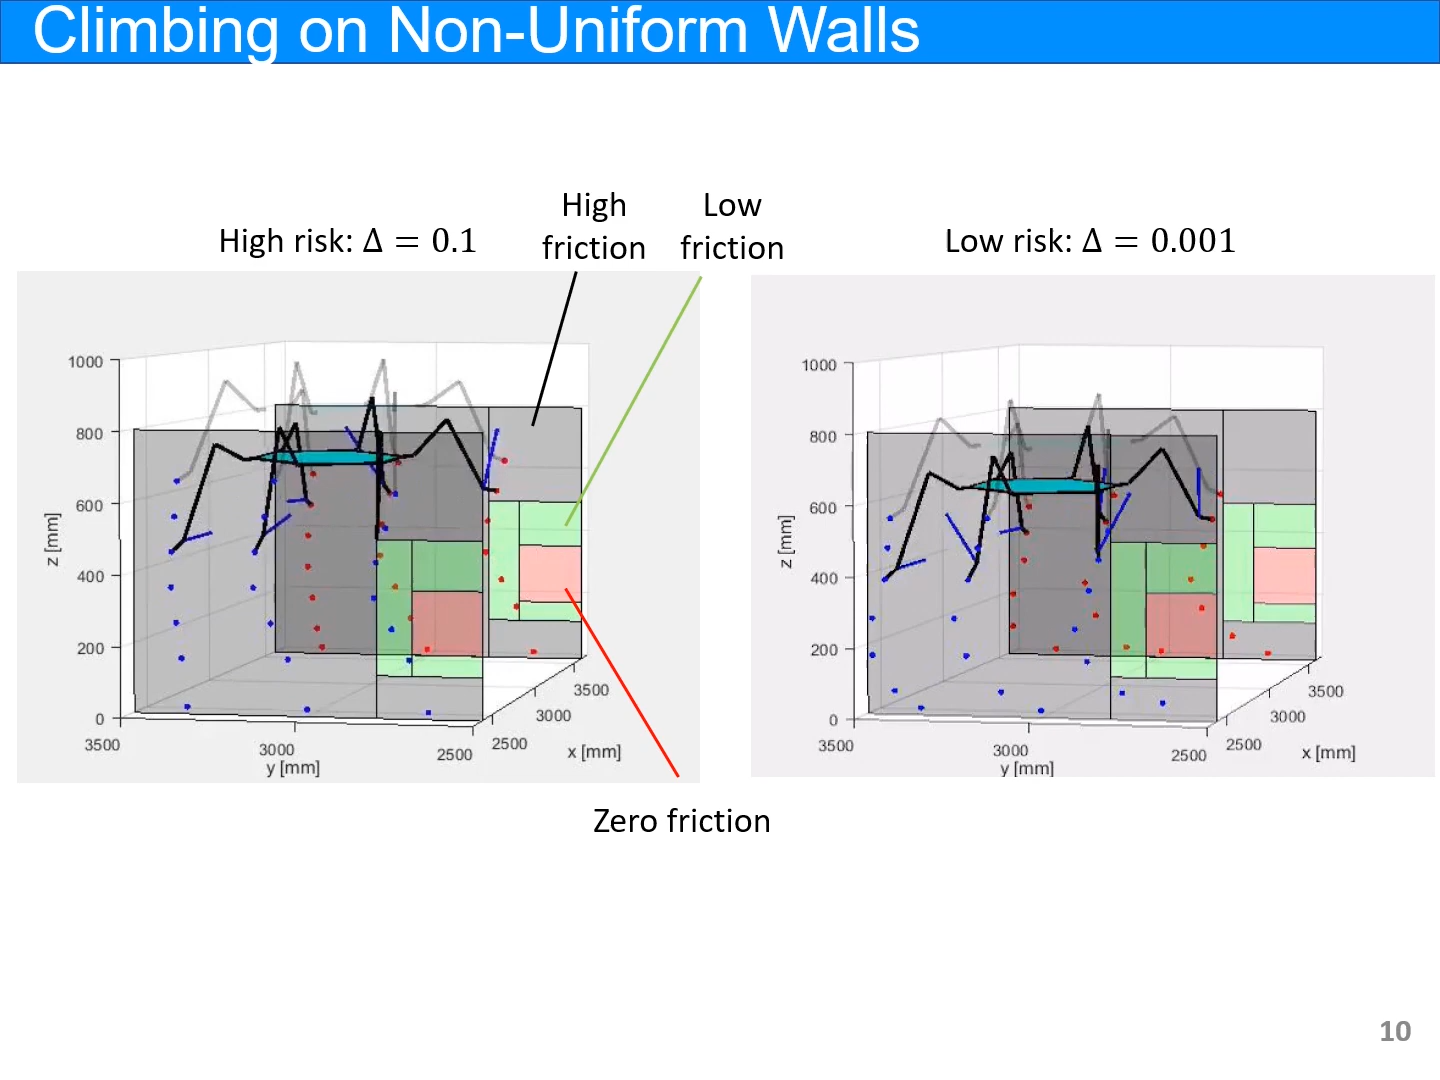 Climbing on Non-Uniform Walls
High risk: Δ = 0.1
High
friction
Low
friction
Low risk: Δ = 0.001
1000
800
600
400
200
0
z [mm]
3500
3000
2500
y [mm]
2500
3000
3500
x [mm]
1000
800
600
400
200
0
z [mm]
3500
3000
2500
y [mm]
2500
3000
3500
x [mm]
Zero friction
10